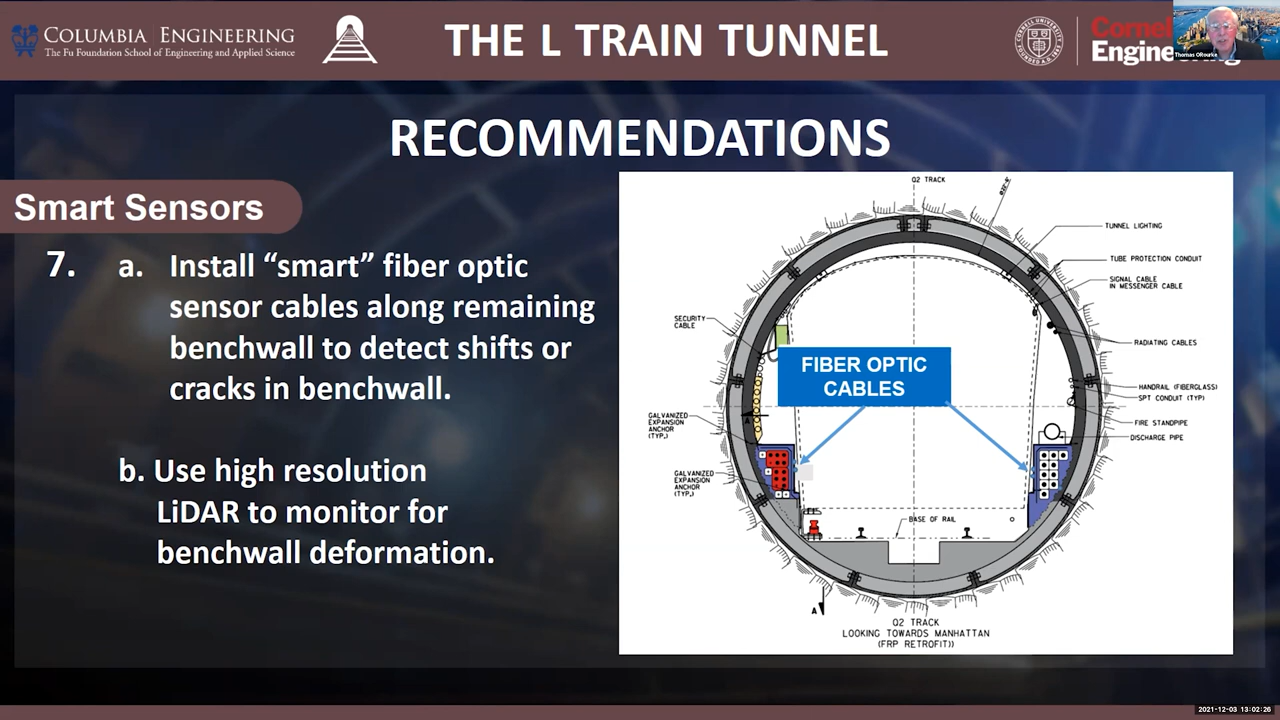 COLUMBIA ENGINEERING
The Fu Foundation School of Engineering and Applied Science
THE L TRAIN TUNNEL
Engineering
Thomas ORourke
RECOMMENDATIONS
Smart Sensors
7. a. Install “smart” fiber optic
sensor cables along remaining
benchwall to detect shifts or
cracks in benchwall.
b. Use high resolution
LiDAR to monitor for
benchwall deformation.
Q2 TRACK
TUNNEL LIGHTING
TUBE PROTECTION CONDUIT
SIGNAL CABLE
IN MESSENGER CABLE
SECURITY
CABLE
RADIATING CABLES
FIBER OPTIC
CABLES
HANDRAIL (FIBERGLASS)
SPT CONDUIT (TYP)
A
GALVANIZED
EXPANSION
ANCHOR
(TYP.)
FIRE STANDPIPE
DISCHARGE PIPE
GALVANIZED
EXPANSION
ANCHOR
(TYP.)
BASE OF RAIL
A
Q2 TRACK
LOOKING TOWARDS MANHATTAN
(FRP RETROFIT))
2021-12-03 13:02:26